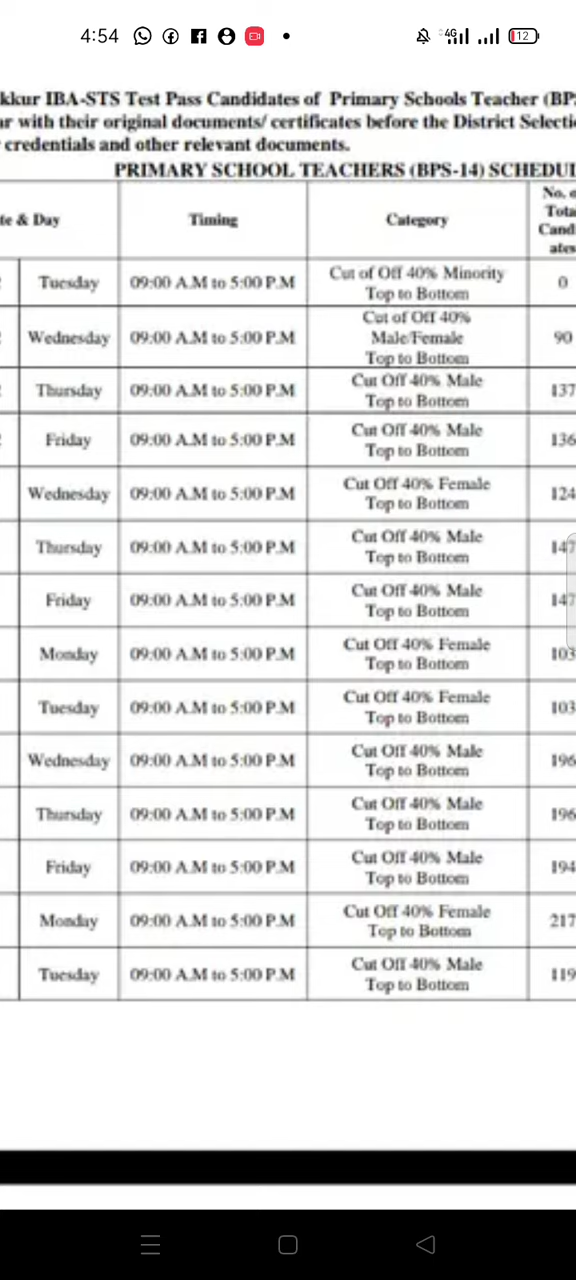 4:54
4G
12
kkur IBA-STS Test Pass Candidates of Primary Schools Teacher (BP
ar with their original documents/ certificates before the District Selecti
credentials and other relevant documents.
PRIMARY SCHOOL TEACHERS (BPS-14) SCHEDUL
te & Day Timing Category No. o Tota Candi ates
Tuesday 09:00 A.M to 5:00 P.M Cut of Off 40% Minority Top to Bottom 0
Wednesday 09:00 A.M to 5:00 P.M Cut of Off 40% Male/Female Top to Bottom 90
Thursday 09:00 A.M to 5:00 P.M Cut Off 40% Male Top to Bottom 137
Friday 09:00 A.M to 5:00 P.M Cut Off 40% Male Top to Bottom 136
Wednesday 09:00 A.M to 5:00 P.M Cut Off 40% Female Top to Bottom 124
Thursday 09:00 A.M to 5:00 P.M Cut Off 40% Male Top to Bottom 147
Friday 09:00 A.M to 5:00 P.M Cut Off 40% Male Top to Bottom 147
Monday 09:00 A.M to 5:00 P.M Cut Off 40% Female Top to Bottom 103
Tuesday 09:00 A.M to 5:00 P.M Cut Off 40% Female Top to Bottom 103
Wednesday 09:00 A.M to 5:00 P.M Cut Off 40% Male Top to Bottom 196
Thursday 09:00 A.M to 5:00 P.M Cut Off 40% Male Top to Bottom 196
Friday 09:00 A.M to 5:00 P.M Cut Off 40% Male Top to Bottom 194
Monday 09:00 A.M to 5:00 P.M Cut Off 40% Female Top to Bottom 217
Tuesday 09:00 A.M to 5:00 P.M Cut Off 40% Male Top to Bottom 119